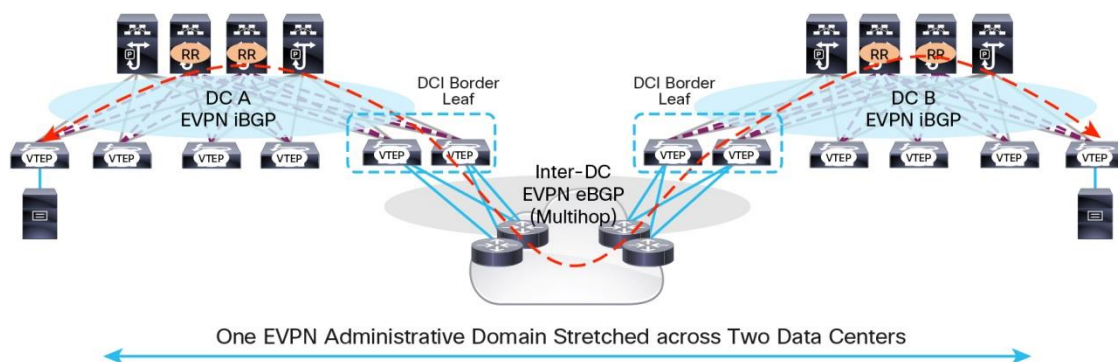 P
RR
RR
P
P
RR
RR
P
DC A
EVPN iBGP
DCI Border
Leaf
DCI Border
Leaf
DC B
EVPN iBGP
VTEP
VTEP
VTEP
VTEP
VTEP
VTEP
VTEP
VTEP
VTEP
VTEP
VTEP
VTEP
Inter-DC
EVPN eBGP
(Multihop)
One EVPN Administrative Domain Stretched across Two Data Centers